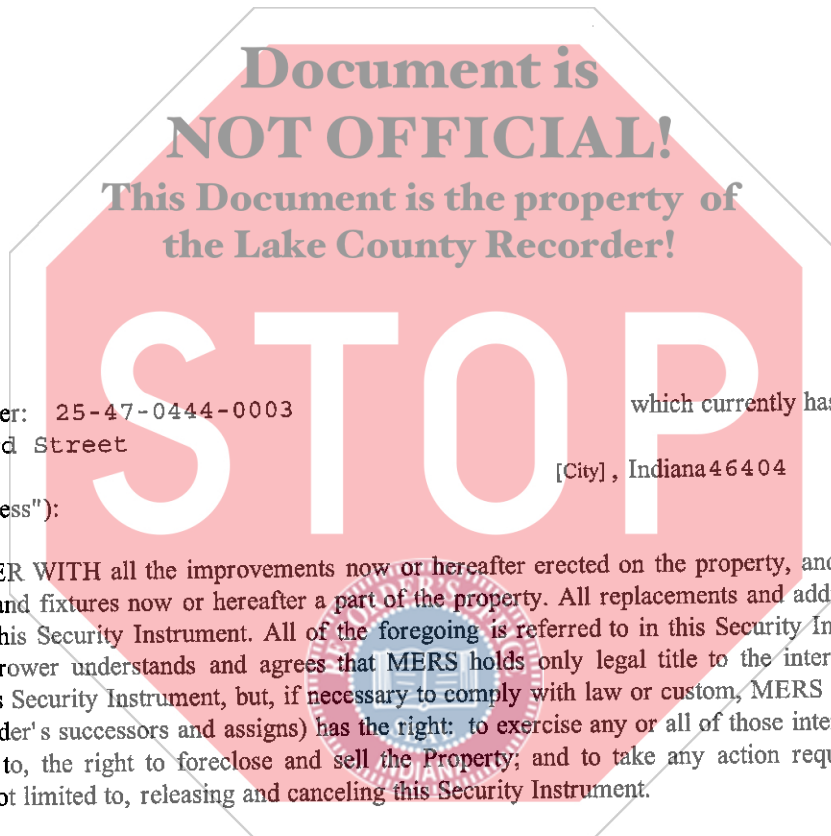 Document is
NOT OFFICIAL!
This Document is the property of
the Lake County Recorder!
STOP
er: 25-47-0444-0003 which currently has
d Street
[City] , Indiana 46404
ess"):
ER WITH all the improvements now or hereafter erected on the property, and
and fixtures now or hereafter a part of the property. All replacements and add
his Security Instrument. All of the foregoing is referred to in this Security In
rower understands and agrees that MERS holds only legal title to the inter
s Security Instrument, but, if necessary to comply with law or custom, MERS
der's successors and assigns) has the right: to exercise any or all of those inte
to, the right to foreclose and sell the Property; and to take any action requ
ot limited to, releasing and canceling this Security Instrument.
INDIANA